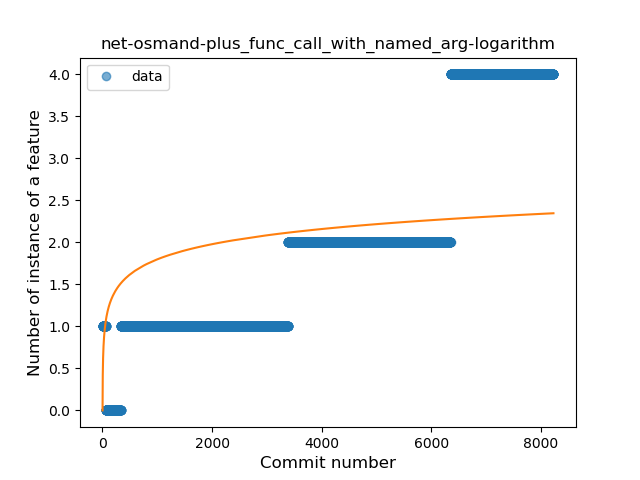 net-osmand-plus_func_call_with_named_arg-logarithm
data
Number of instance of a feature
4.0
3.5
3.0
2.5
2.0
1.5
1.0
0.5
0.0
0 2000 4000 6000 8000
Commit number